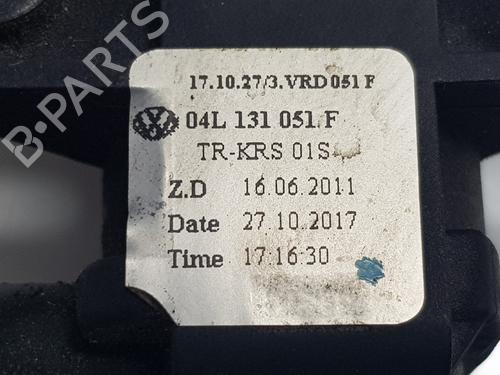 17.10.27/3.VRD 051 F
04L 131 051 F
TR-KRS 01S
Z.D 16.06.2011
Date 27.10.2017
Time 17:16:30
B-PARTS